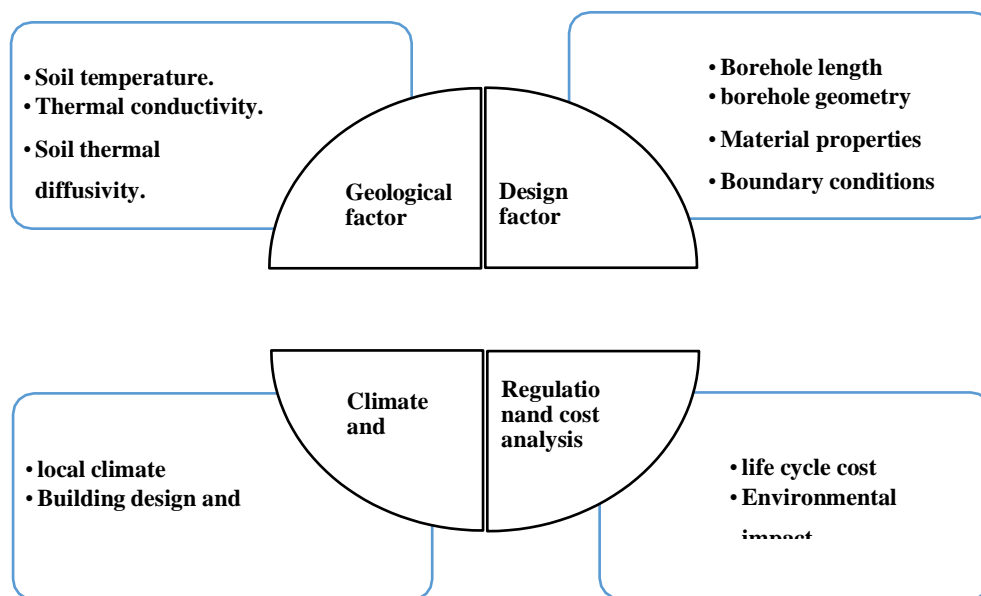 • Soil temperature.
• Thermal conductivity.
• Soil thermal
diffusivity.
• Borehole length
• borehole geometry
• Material properties
• Boundary conditions
Geological
factor
Design
factor
Climate
and
Regulatio
nand cost
analysis
• local climate
• Building design and
• life cycle cost
• Environmental
impact